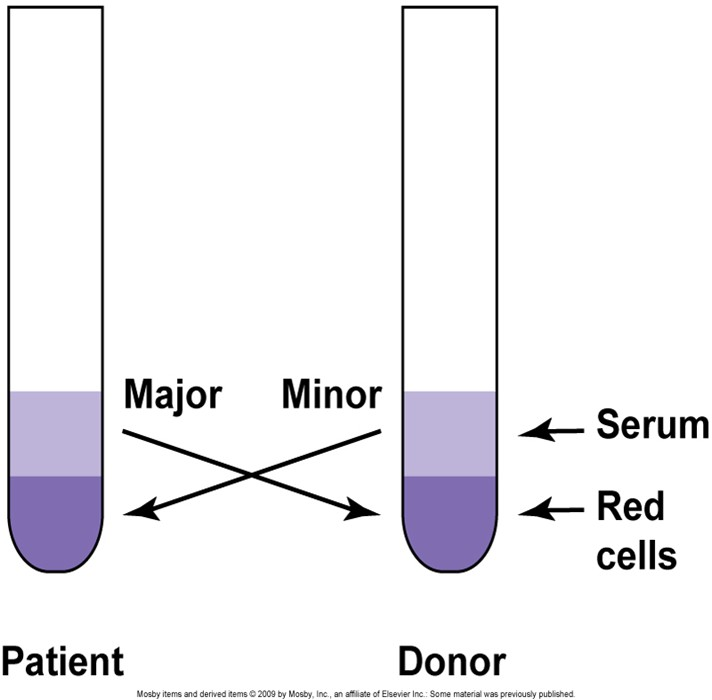 Major Minor
Serum
Red
cells
Patient Donor
Mosby items and derived items © 2009 by Mosby, Inc., an affiliate of Elsevier Inc.: Some material was previously published.